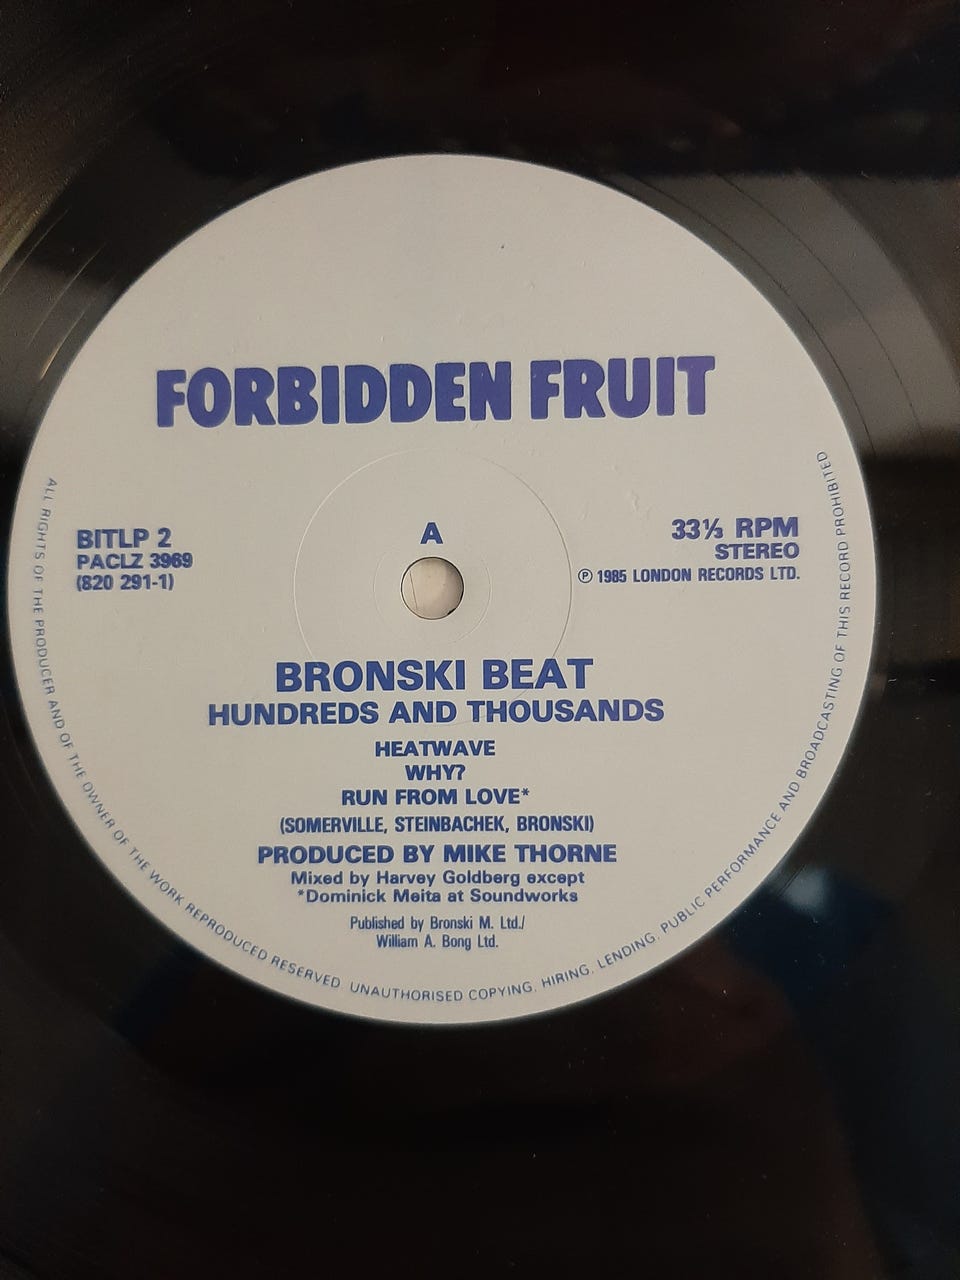 FORBIDDEN FRUIT
BITLP 2
PACLZ 3969
(820 291-1)
A
33⅓ RPM
STEREO
℗ 1985 LONDON RECORDS LTD.
BRONSKI BEAT
HUNDREDS AND THOUSANDS
HEATWAVE
WHY?
RUN FROM LOVE*
(SOMERVILLE, STEINBACHEK, BRONSKI)
PRODUCED BY MIKE THORNE
Mixed by Harvey Goldberg except
*Dominick Meita at Soundworks
Published by Bronski M. Ltd./
William A. Bong Ltd.
ALL RIGHTS OF THE PRODUCER AND OF THE OWNER OF THE WORK REPRODUCED RESERVED UNAUTHORISED COPYING, HIRING, LENDING, PUBLIC PERFORMANCE AND BROADCASTING OF THIS RECORD PROHIBITED